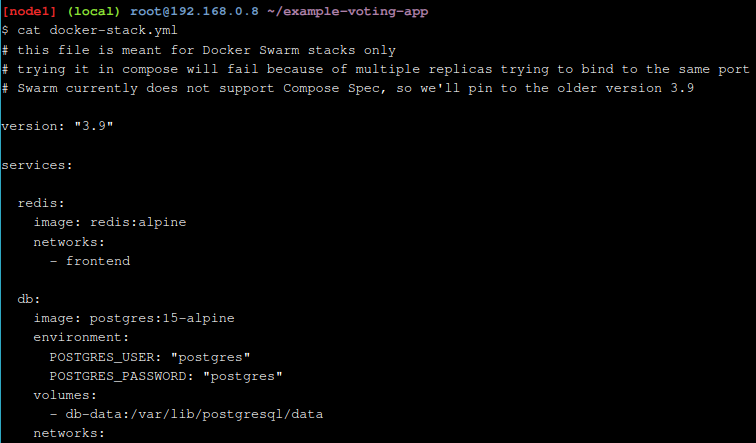 [node1] (local) root@192.168.0.8 ~/example-voting-app
$ cat docker-stack.yml
# this file is meant for Docker Swarm stacks only
# trying it in compose will fail because of multiple replicas trying to bind to the same port
# Swarm currently does not support Compose Spec, so we'll pin to the older version 3.9

version: "3.9"

services:

  redis:
    image: redis:alpine
    networks:
      - frontend

  db:
    image: postgres:15-alpine
    environment:
      POSTGRES_USER: "postgres"
      POSTGRES_PASSWORD: "postgres"
    volumes:
      - db-data:/var/lib/postgresql/data
    networks: